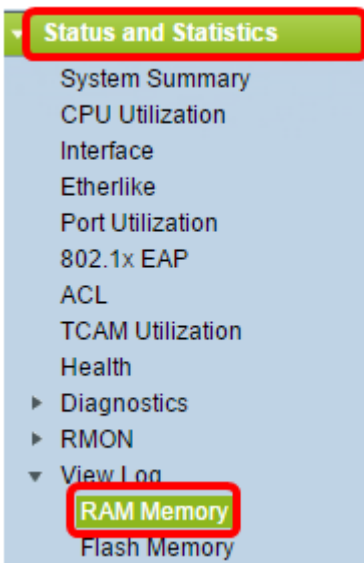 Status and Statistics
System Summary
CPU Utilization
Interface
Etherlike
Port Utilization
802.1x EAP
ACL
TCAM Utilization
Health
Diagnostics
RMON
View Log
RAM Memory
Flash Memory